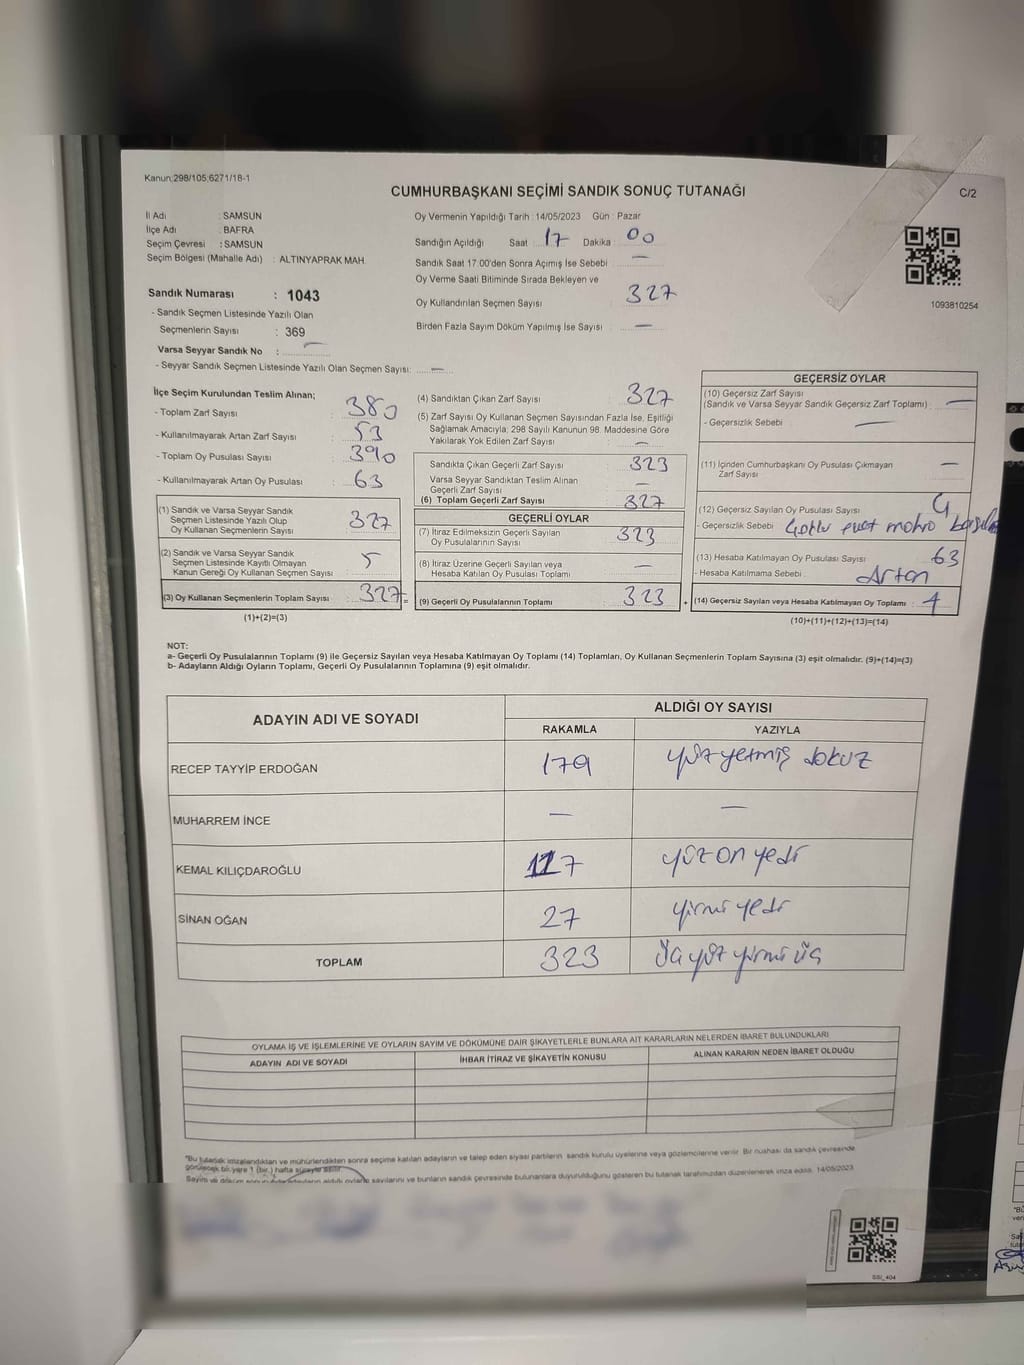 Kanun;298/105;6271/18-1
CUMHURBAŞKANI SEÇİMİ SANDIK SONUÇ TUTANAĞI
C/2
İl Adı : SAMSUN
İlçe Adı : BAFRA
Seçim Çevresi : SAMSUN
Seçim Bölgesi (Mahalle Adı) : ALTINYAPRAK MAH
Sandık Numarası : 1043
- Sandık Seçmen Listesinde Yazılı Olan
Seçmenlerin Sayısı : 369
Varsa Seyyar Sandık No : —
- Seyyar Sandık Seçmen Listesinde Yazılı Olan Seçmen Sayısı: —
Oy Vermenin Yapıldığı Tarih : 14/05/2023 Gün : Pazar
Sandığın Açıldığı Saat 17 Dakika 00
Sandık Saat 17:00'den Sonra Açımış İse Sebebi —
Oy Verme Saati Bitiminde Sırada Bekleyen ve
Oy Kullandırılan Seçmen Sayısı 327
Birden Fazla Sayım Döküm Yapılmış İse Sayısı —
1093810254
İlçe Seçim Kurulundan Teslim Alınan;
- Toplam Zarf Sayısı : 380
- Kullanılmayarak Artan Zarf Sayısı : 53
- Toplam Oy Pusulası Sayısı : 390
- Kullanılmayarak Artan Oy Pusulası : 63
(1) Sandık ve Varsa Seyyar Sandık
Seçmen Listesinde Yazılı Olup
Oy Kullanan Seçmenlerin Sayısı 327
(2) Sandık ve Varsa Seyyar Sandık
Seçmen Listesinde Kayıtlı Olmayan
Kanun Gereği Oy Kullanan Seçmen Sayısı 5
(3) Oy Kullanan Seçmenlerin Toplam Sayısı 327 =
(1)+(2)=(3)
(4) Sandıktan Çıkan Zarf Sayısı 327
(5) Zarf Sayısı Oy Kullanan Seçmen Sayısından Fazla İse, Eşitliği
Sağlamak Amacıyla; 298 Sayılı Kanunun 98. Maddesine Göre
Yakılarak Yok Edilen Zarf Sayısı —
Sandıkta Çıkan Geçerli Zarf Sayısı 323
Varsa Seyyar Sandıktan Teslim Alınan
Geçerli Zarf Sayısı —
(6) Toplam Geçerli Zarf Sayısı 327
GEÇERLİ OYLAR
(7) İtiraz Edilmeksizin Geçerli Sayılan
Oy Pusulalarının Sayısı 323
(8) İtiraz Üzerine Geçerli Sayılan veya
Hesaba Katılan Oy Pusulası Toplamı —
(9) Geçerli Oy Pusulalarının Toplamı 323 +
GEÇERSİZ OYLAR
(10) Geçersiz Zarf Sayısı
(Sandık ve Varsa Seyyar Sandık Geçersiz Zarf Toplamı) : —
- Geçersizlik Sebebi : —
(11) İçinden Cumhurbaşkanı Oy Pusulası Çıkmayan
Zarf Sayısı —
(12) Geçersiz Sayılan Oy Pusulası Sayısı 4
- Geçersizlik Sebebi
(13) Hesaba Katılmayan Oy Pusulası Sayısı 63
- Hesaba Katılmama Sebebi Artan
(14) Geçersiz Sayılan veya Hesaba Katılmayan Oy Toplamı : 4
(10)+(11)+(12)+(13)=(14)
NOT:
a- Geçerli Oy Pusulalarının Toplamı (9) ile Geçersiz Sayılan veya Hesaba Katılmayan Oy Toplamı (14) Toplamları, Oy Kullanan Seçmenlerin Toplam Sayısına (3) eşit olmalıdır. (9)+(14)=(3)
b- Adayların Aldığı Oyların Toplamı, Geçerli Oy Pusulalarının Toplamına (9) eşit olmalıdır.
ADAYIN ADI VE SOYADI
ALDIĞI OY SAYISI
RAKAMLA YAZIYLA
RECEP TAYYİP ERDOĞAN 179 yüz yetmiş dokuz
MUHARREM İNCE — —
KEMAL KILIÇDAROĞLU 117 yüz on yedi
SİNAN OĞAN 27 yirmi yedi
TOPLAM 323 Üç yüz yirmi üç
OYLAMA İŞ VE İŞLEMLERİNE VE OYLARIN SAYIM VE DÖKÜMÜNE DAİR ŞİKAYETLERLE BUNLARA AİT KARARLARIN NELERDEN İBARET BULUNDUKLARI
ADAYIN ADI VE SOYADI İHBAR İTİRAZ VE ŞİKAYETİN KONUSU ALINAN KARARIN NEDEN İBARET OLDUĞU
*Bu tutanak imzalandıktan ve mühürlendikten sonra seçime katılan adayların ve talep eden siyasi partilerin sandık kurulu üyelerine veya gözlemcilerine verilir. Bir nüshası da sandık çevresinde
görülecek bir yere 1 (bir.) hafta süreyle asılır.
Sayım ve döküm sonucunda adayların aldığı oyların sayılarını ve bunların sandık çevresinde bulunanlara duyurulduğunu gösteren bu tutanak tarafımızdan düzenlenerek imza edildi. 14/05/2023
SSI_404